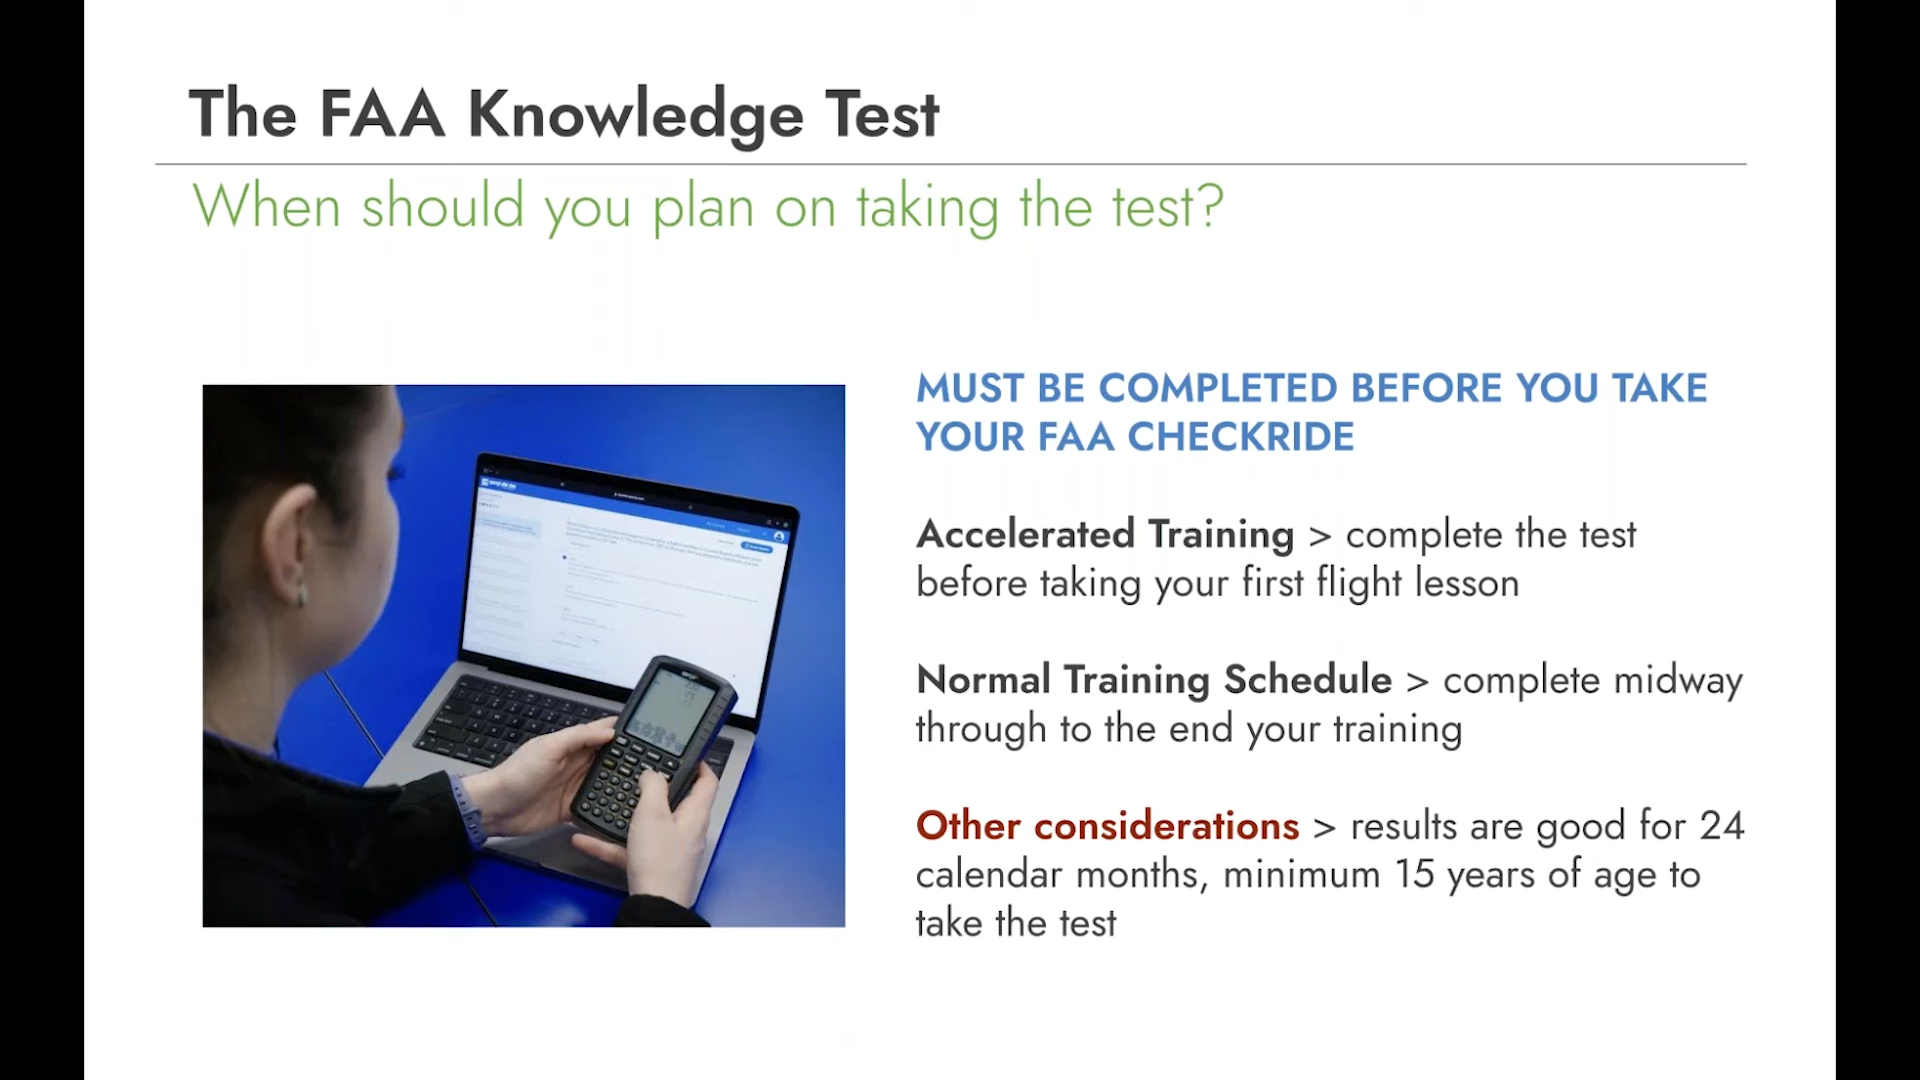 The FAA Knowledge Test
When should you plan on taking the test?
MUST BE COMPLETED BEFORE YOU TAKE
YOUR FAA CHECKRIDE
Accelerated Training > complete the test
before taking your first flight lesson
Normal Training Schedule > complete midway
through to the end your training
Other considerations > results are good for 24
calendar months, minimum 15 years of age to
take the test